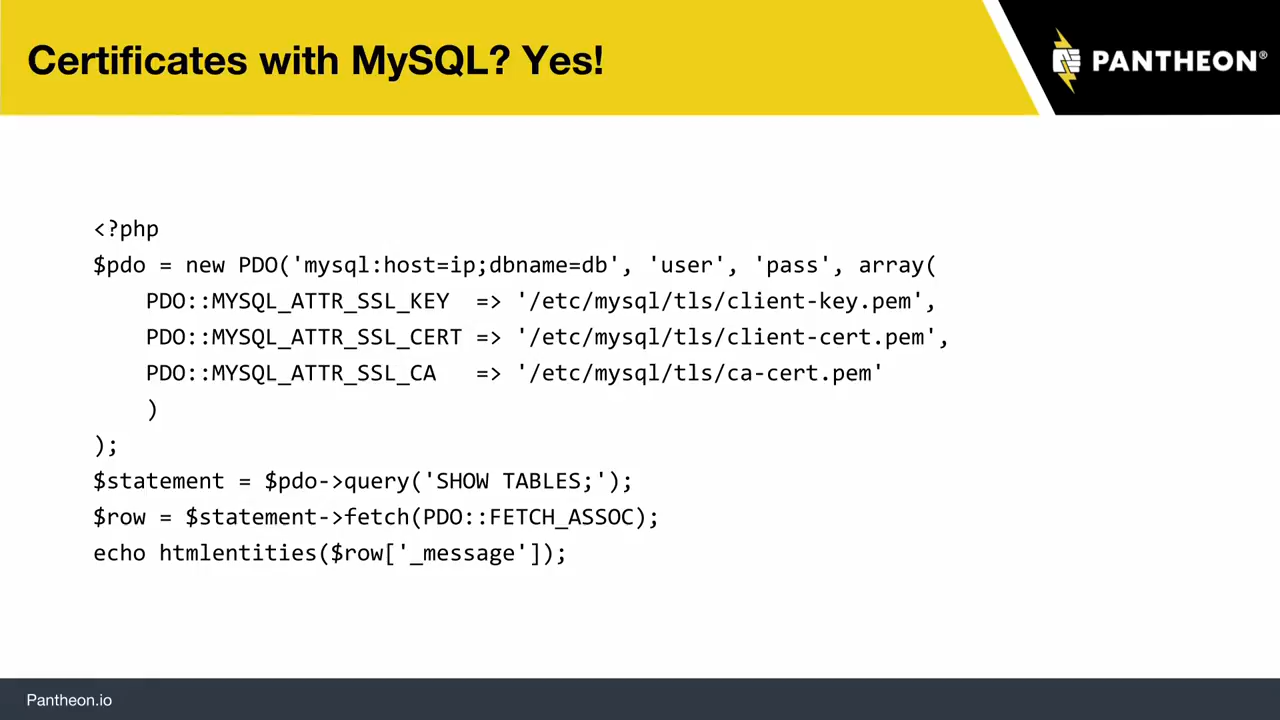 Certificates with MySQL? Yes!
PANTHEON®
<?php
$pdo = new PDO('mysql:host=ip;dbname=db', 'user', 'pass', array(
    PDO::MYSQL_ATTR_SSL_KEY  => '/etc/mysql/tls/client-key.pem',
    PDO::MYSQL_ATTR_SSL_CERT => '/etc/mysql/tls/client-cert.pem',
    PDO::MYSQL_ATTR_SSL_CA   => '/etc/mysql/tls/ca-cert.pem'
    )
);
$statement = $pdo->query('SHOW TABLES;');
$row = $statement->fetch(PDO::FETCH_ASSOC);
echo htmlentities($row['_message']);
Pantheon.io